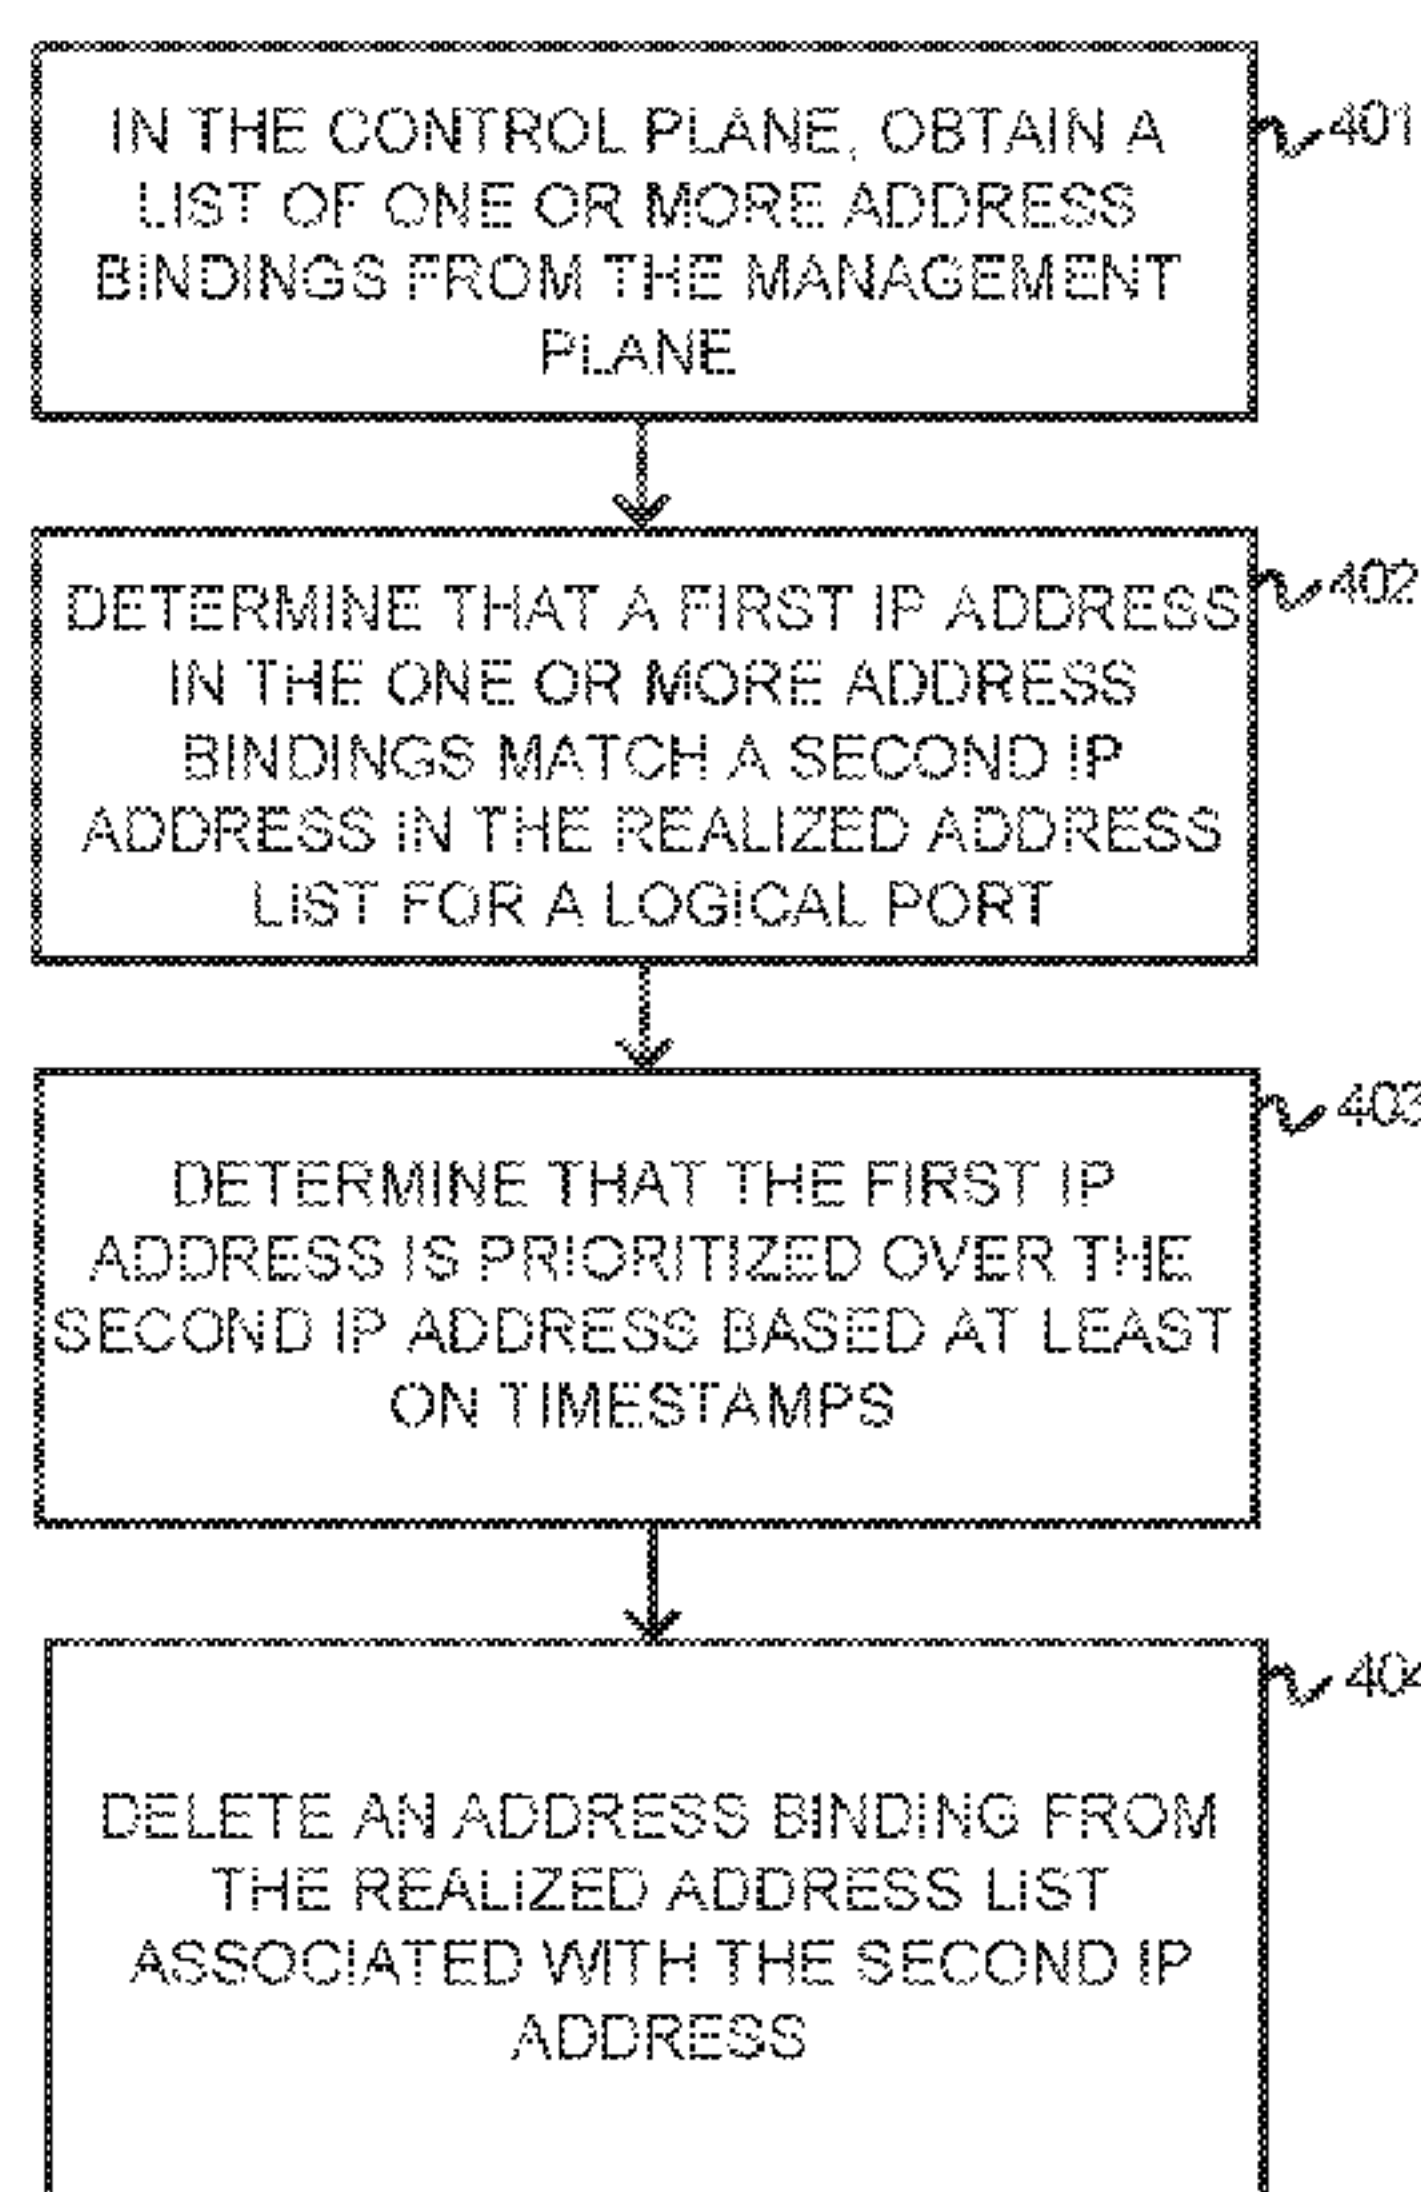 IN THE CONTROL PLANE, OBTAIN A
LIST OF ONE OR MORE ADDRESS
BINDINGS FROM THE MANAGEMENT
PLANE
401
DETERMINE THAT A FIRST IP ADDRESS
IN THE ONE OR MORE ADDRESS
BINDINGS MATCH A SECOND IP
ADDRESS IN THE REALIZED ADDRESS
LIST FOR A LOGICAL PORT
402
DETERMINE THAT THE FIRST IP
ADDRESS IS PRIORITIZED OVER THE
SECOND IP ADDRESS BASED AT LEAST
ON TIMESTAMPS
403
DELETE AN ADDRESS BINDING FROM
THE REALIZED ADDRESS LIST
ASSOCIATED WITH THE SECOND IP
ADDRESS
404